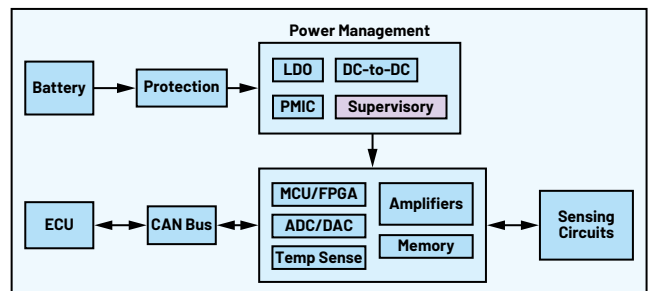 Power Management
Battery
Protection
LDO
DC-to-DC
PMIC
Supervisory
ECU
CAN Bus
MCU/FPGA
ADC/DAC
Temp Sense
Amplifiers
Memory
Sensing
Circuits